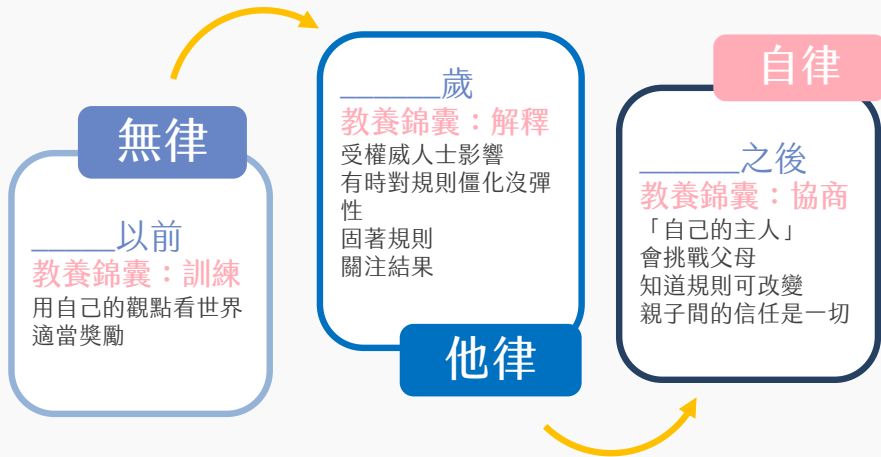 無律
_____以前
教養錦囊：訓練
用自己的觀點看世界
適當獎勵
______歲
教養錦囊：解釋
受權威人士影響
有時對規則僵化沒彈
性
固著規則
關注結果
他律
自律
______之後
教養錦囊：協商
「自己的主人」
會挑戰父母
知道規則可改變
親子間的信任是一切